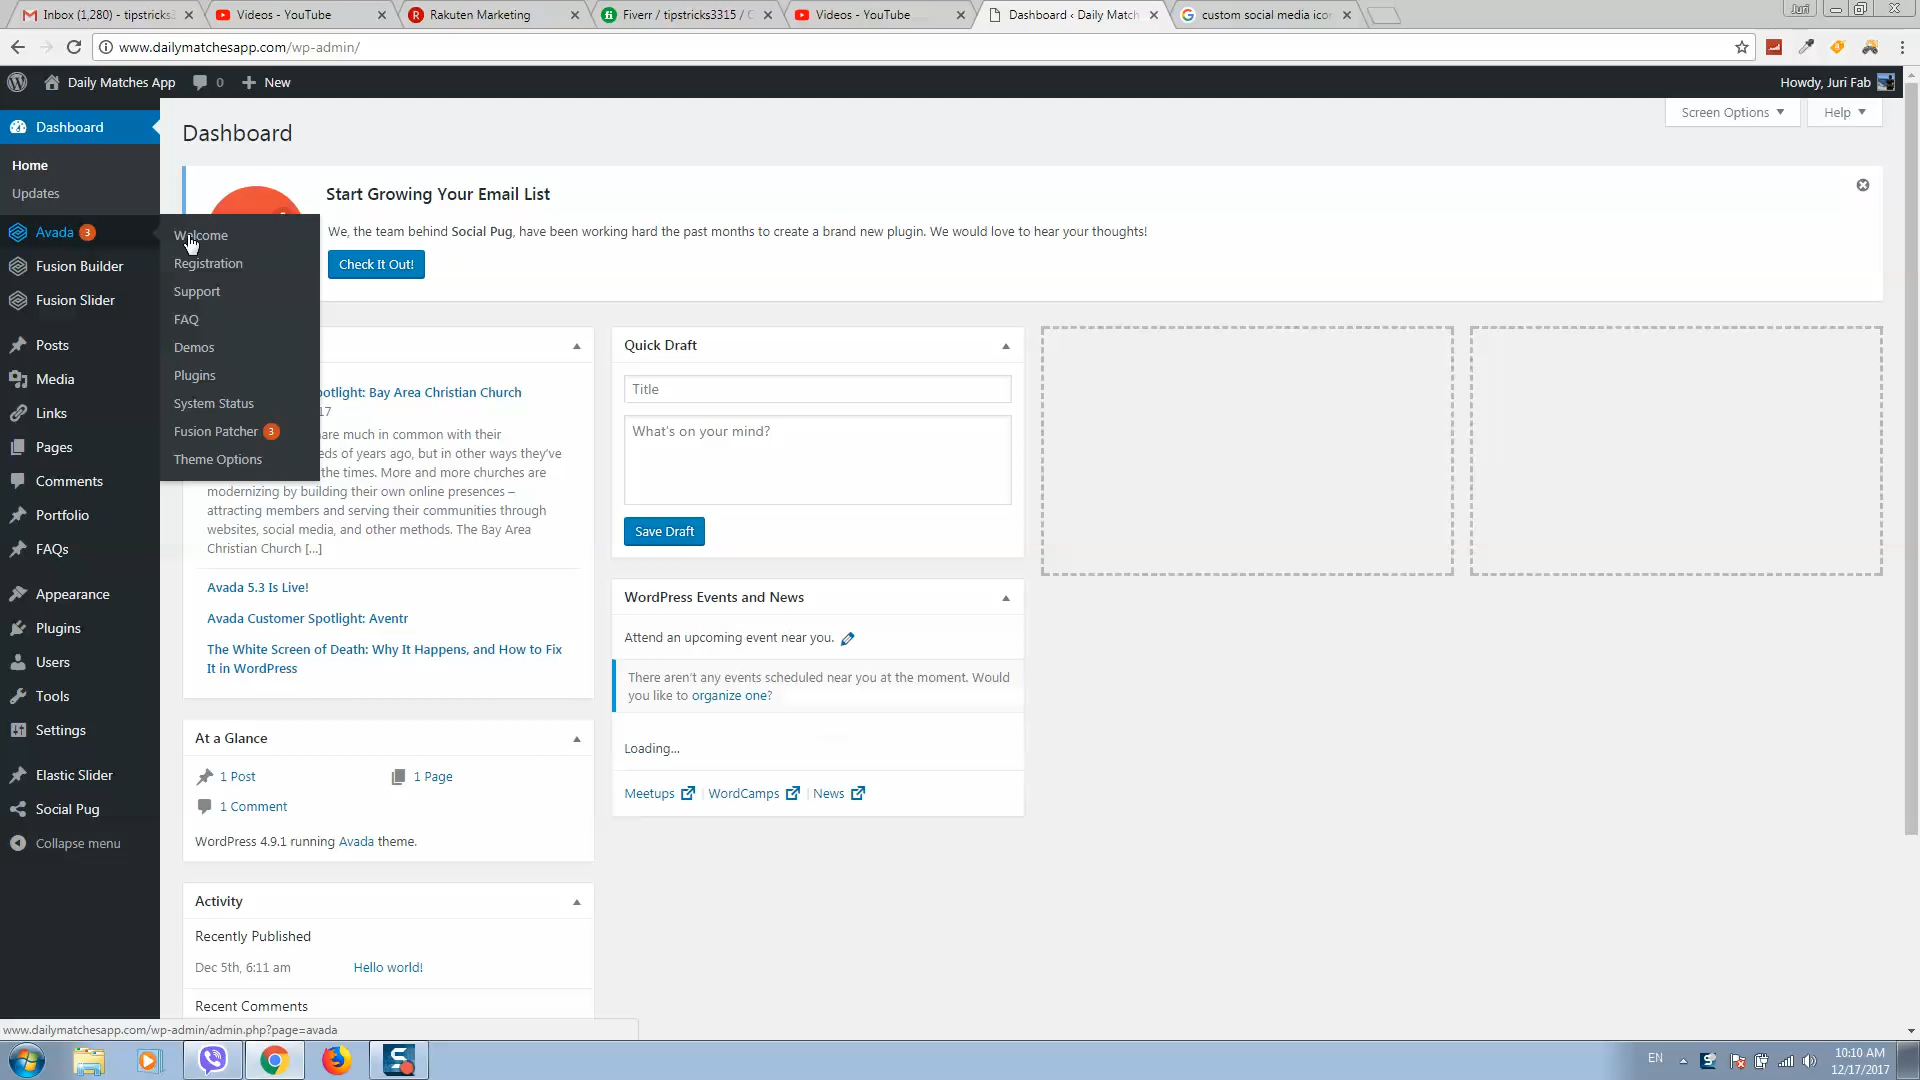 Inbox (1,280) - tipstricks3
Videos - YouTube
Rakuten Marketing
Fiverr / tipstricks3315 / C
Videos - YouTube
Dashboard ‹ Daily Match
custom social media ico
Juri
www.dailymatchesapp.com/wp-admin/
Daily Matches App
0
New
Howdy, Juri Fab
Dashboard
Home
Updates
Avada 3
Fusion Builder
Fusion Slider
Posts
Media
Links
Pages
Comments
Portfolio
FAQs
Appearance
Plugins
Users
Tools
Settings
Elastic Slider
Social Pug
Collapse menu
Welcome
Registration
Support
FAQ
Demos
Plugins
System Status
Fusion Patcher 3
Theme Options
Screen Options
Help
Dashboard
Start Growing Your Email List
We, the team behind Social Pug, have been working hard the past months to create a brand new plugin. We would love to hear your thoughts!
Check It Out!
potlight: Bay Area Christian Church
17
are much in common with their
eds of years ago, but in other ways they've
the times. More and more churches are
modernizing by building their own online presences –
attracting members and serving their communities through
websites, social media, and other methods. The Bay Area
Christian Church [...]
Avada 5.3 Is Live!
Avada Customer Spotlight: Aventr
The White Screen of Death: Why It Happens, and How to Fix
It in WordPress
At a Glance
1 Post
1 Page
1 Comment
WordPress 4.9.1 running Avada theme.
Activity
Recently Published
Dec 5th, 6:11 am
Hello world!
Recent Comments
Quick Draft
Title
What's on your mind?
Save Draft
WordPress Events and News
Attend an upcoming event near you.
There aren't any events scheduled near you at the moment. Would
you like to organize one?
Loading...
Meetups | WordCamps | News
www.dailymatchesapp.com/wp-admin/admin.php?page=avada
EN
10:10 AM
12/17/2017